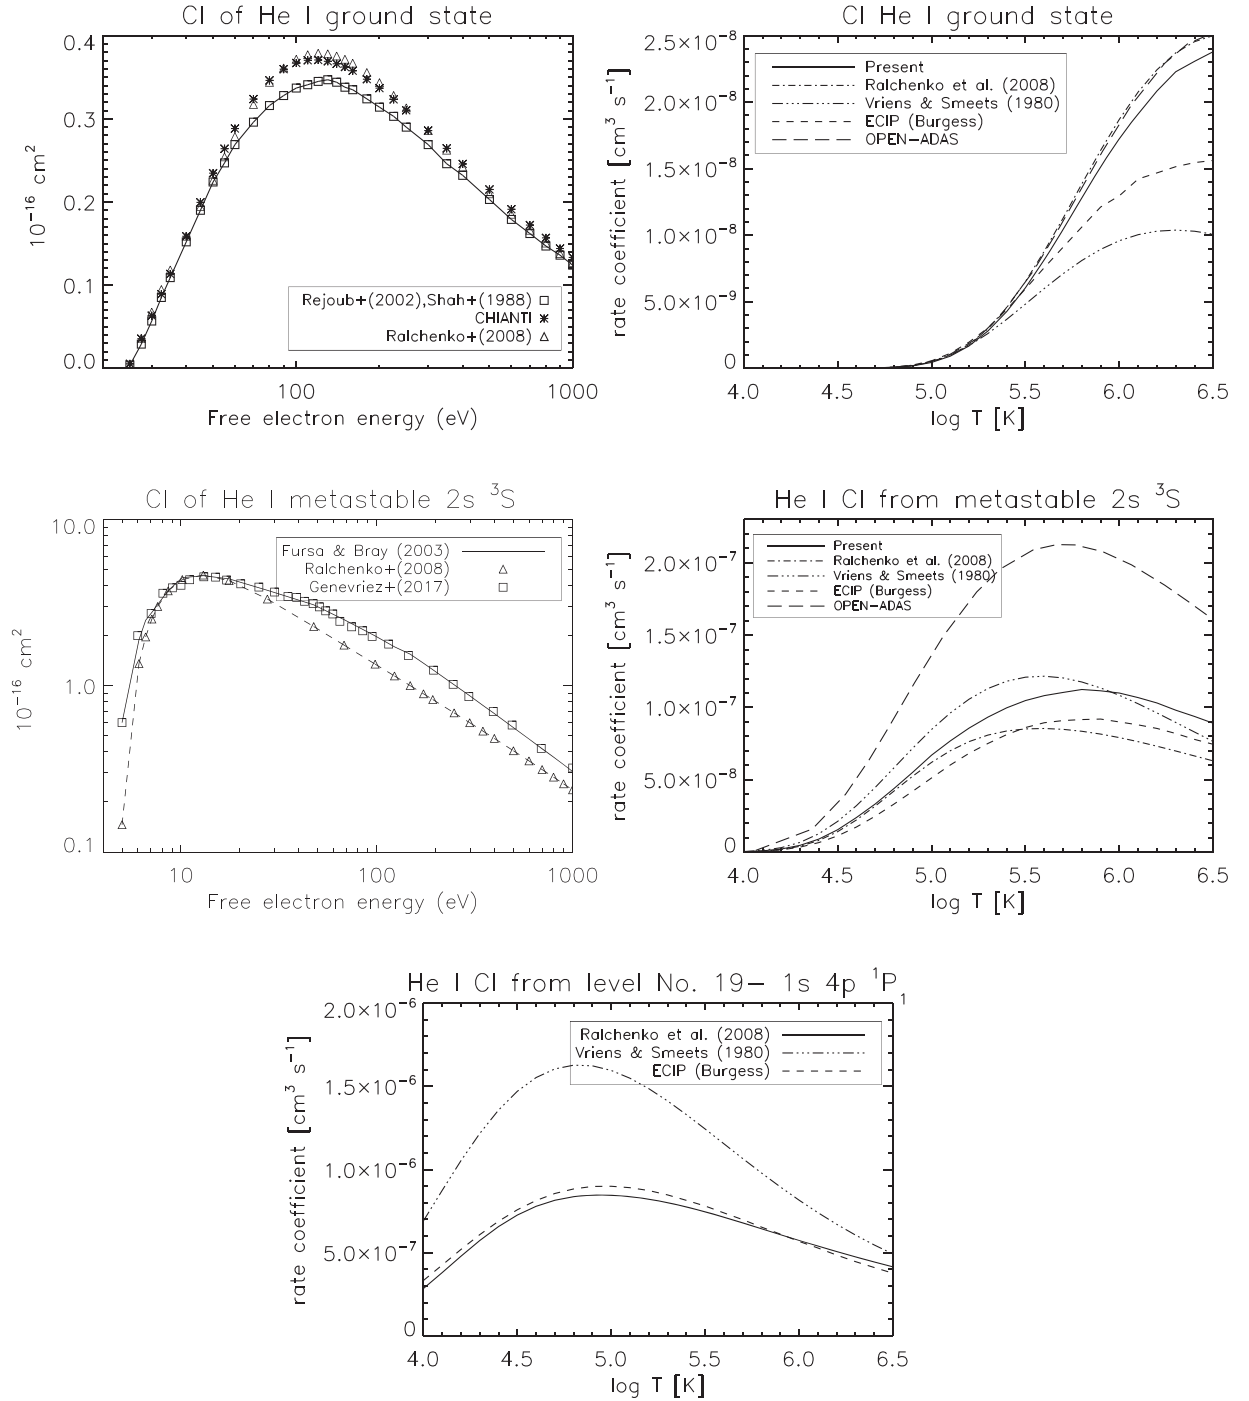 CI of He I ground state
0.4
0.3
0.2
0.1
0.0
10⁻¹⁶ cm²
Rejoub+(2002),Shah+(1988)
CHIANTI
Ralchenko+(2008)
100
1000
Free electron energy (eV)
CI He I ground state
2.5×10⁻⁸
2.0×10⁻⁸
1.5×10⁻⁸
1.0×10⁻⁸
5.0×10⁻⁹
0
rate coefficient [cm³ s⁻¹]
Present
Ralchenko et al. (2008)
Vriens & Smeets (1980)
ECIP (Burgess)
OPEN−ADAS
4.0
4.5
5.0
5.5
6.0
6.5
log T [K]
CI of He I metastable 2s ³S
10.0
1.0
0.1
10⁻¹⁶ cm²
Fursa & Bray (2003)
Ralchenko+(2008)
Genevriez+(2017)
10
100
1000
Free electron energy (eV)
He I CI from metastable 2s ³S
2.0×10⁻⁷
1.5×10⁻⁷
1.0×10⁻⁷
5.0×10⁻⁸
0
rate coefficient [cm³ s⁻¹]
Present
Ralchenko et al. (2008)
Vriens & Smeets (1980)
ECIP (Burgess)
OPEN−ADAS
4.0
4.5
5.0
5.5
6.0
6.5
log T [K]
He I CI from level No. 19− 1s 4p ¹P₁
2.0×10⁻⁶
1.5×10⁻⁶
1.0×10⁻⁶
5.0×10⁻⁷
0
rate coefficient [cm³ s⁻¹]
Ralchenko et al. (2008)
Vriens & Smeets (1980)
ECIP (Burgess)
4.0
4.5
5.0
5.5
6.0
6.5
log T [K]